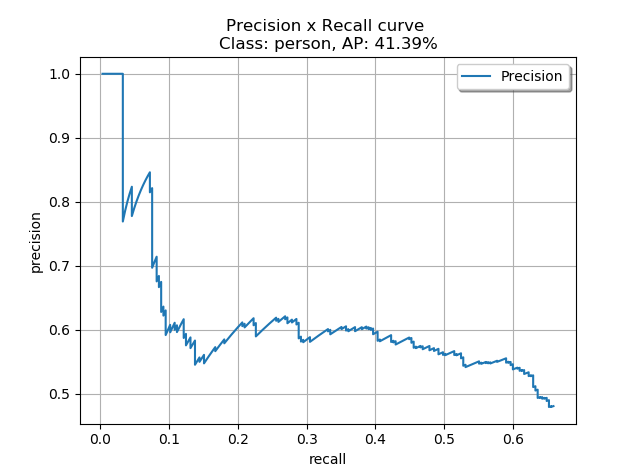 Precision x Recall curve
Class: person, AP: 41.39%
Precision
1.0
0.9
0.8
0.7
0.6
0.5
precision
0.0 0.1 0.2 0.3 0.4 0.5 0.6
recall